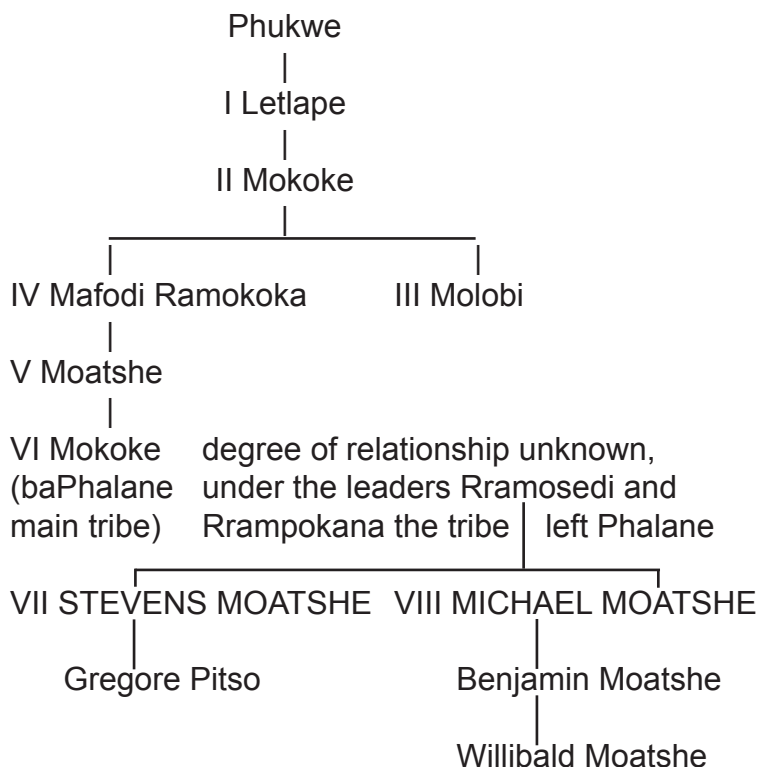 Phukwe
I Letlape
II Mokoke
IV Mafodi Ramokoka III Molobi
V Moatshe
VI Mokoke degree of relationship unknown,
(baPhalane under the leaders Rramosedi and
main tribe) Rrampokana the tribe left Phalane
VII STEVENS MOATSHE VIII MICHAEL MOATSHE
Gregore Pitso Benjamin Moatshe
Willibald Moatshe